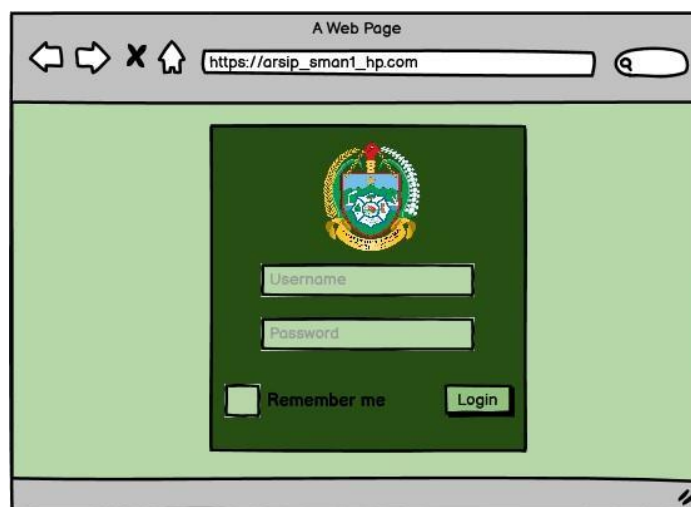 A Web Page
https://arsip_sman1_hp.com
Username
Password
Remember me
Login